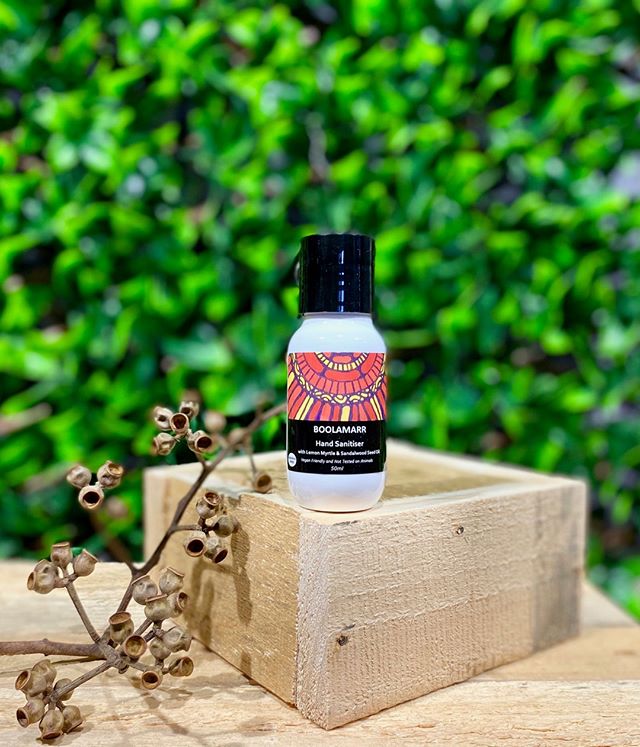 BOOLAMARR
Hand Sanitiser
with Lemon Myrtle & Sandalwood Seed Oil
Vegan Friendly and Not Tested on Animals
50ml